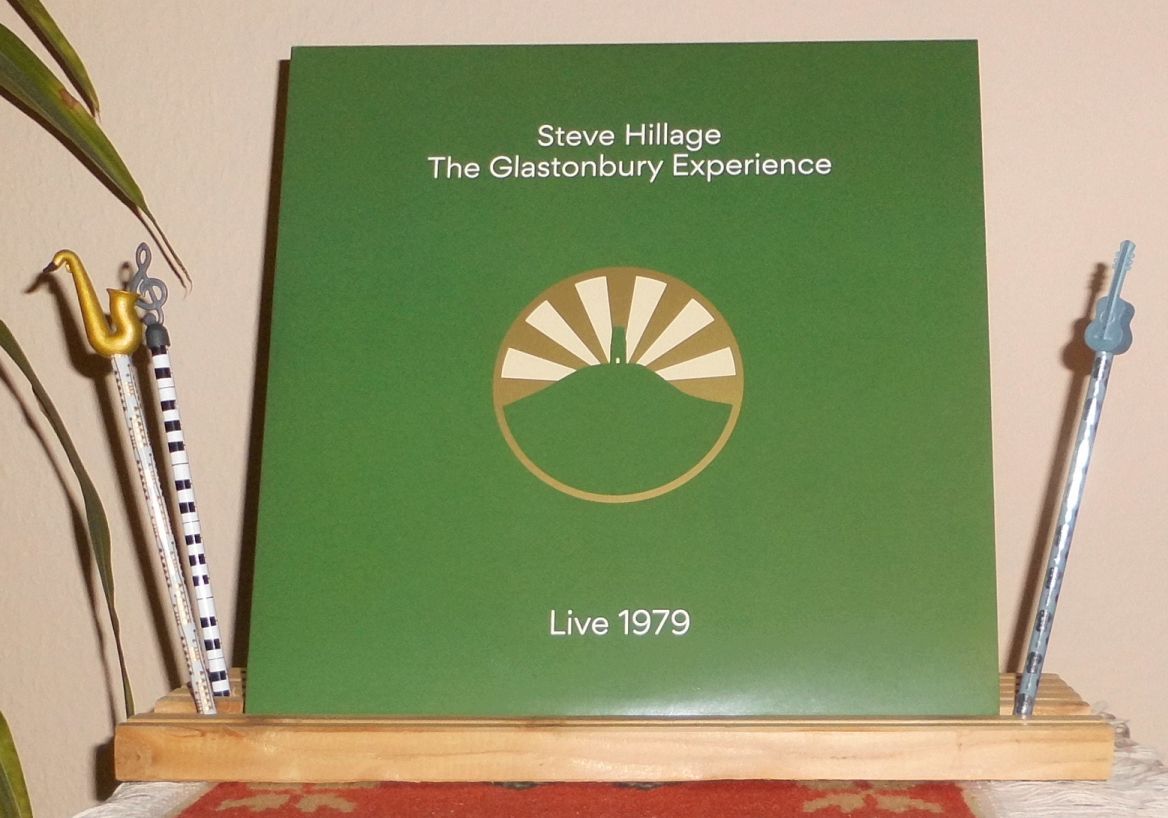 Steve Hillage
The Glastonbury Experience
Live 1979